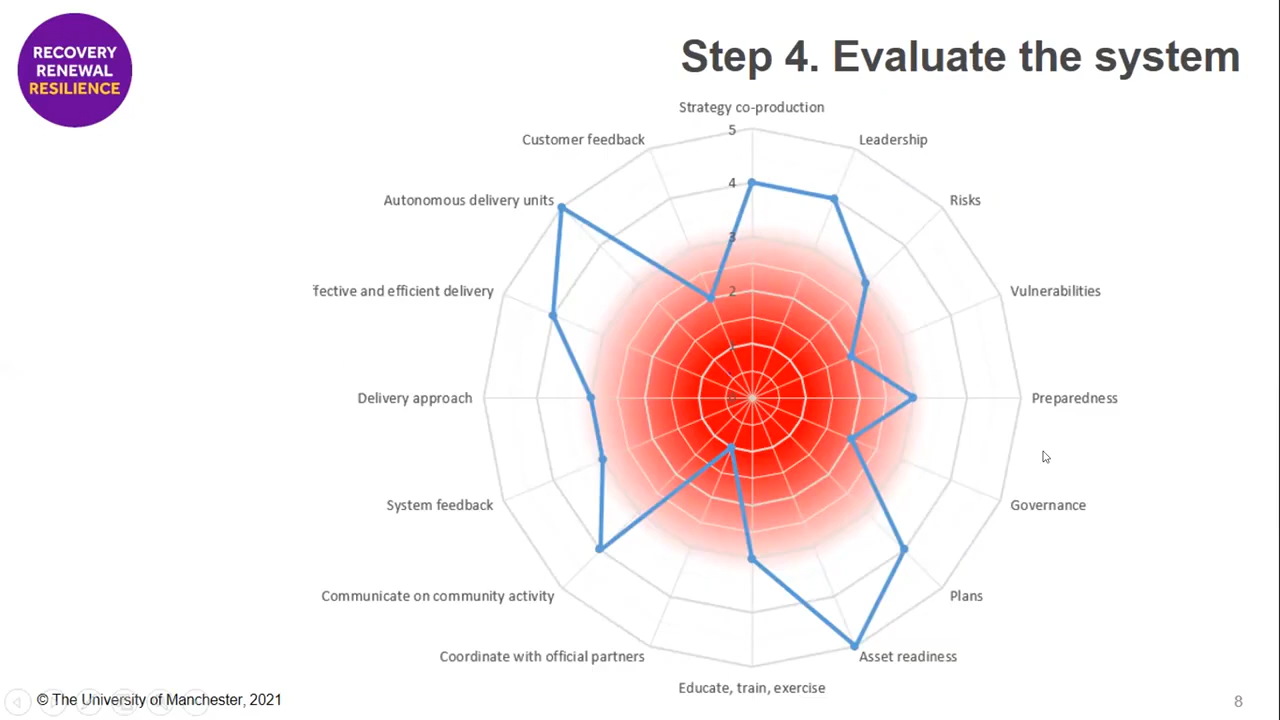 RECOVERY
RENEWAL
RESILIENCE
Step 4. Evaluate the system
Strategy co-production
Leadership
Risks
Vulnerabilities
Preparedness
Governance
Plans
Asset readiness
Educate, train, exercise
Coordinate with official partners
Communicate on community activity
System feedback
Delivery approach
fective and efficient delivery
Autonomous delivery units
Customer feedback
5
4
3
2
1
0
© The University of Manchester, 2021
8